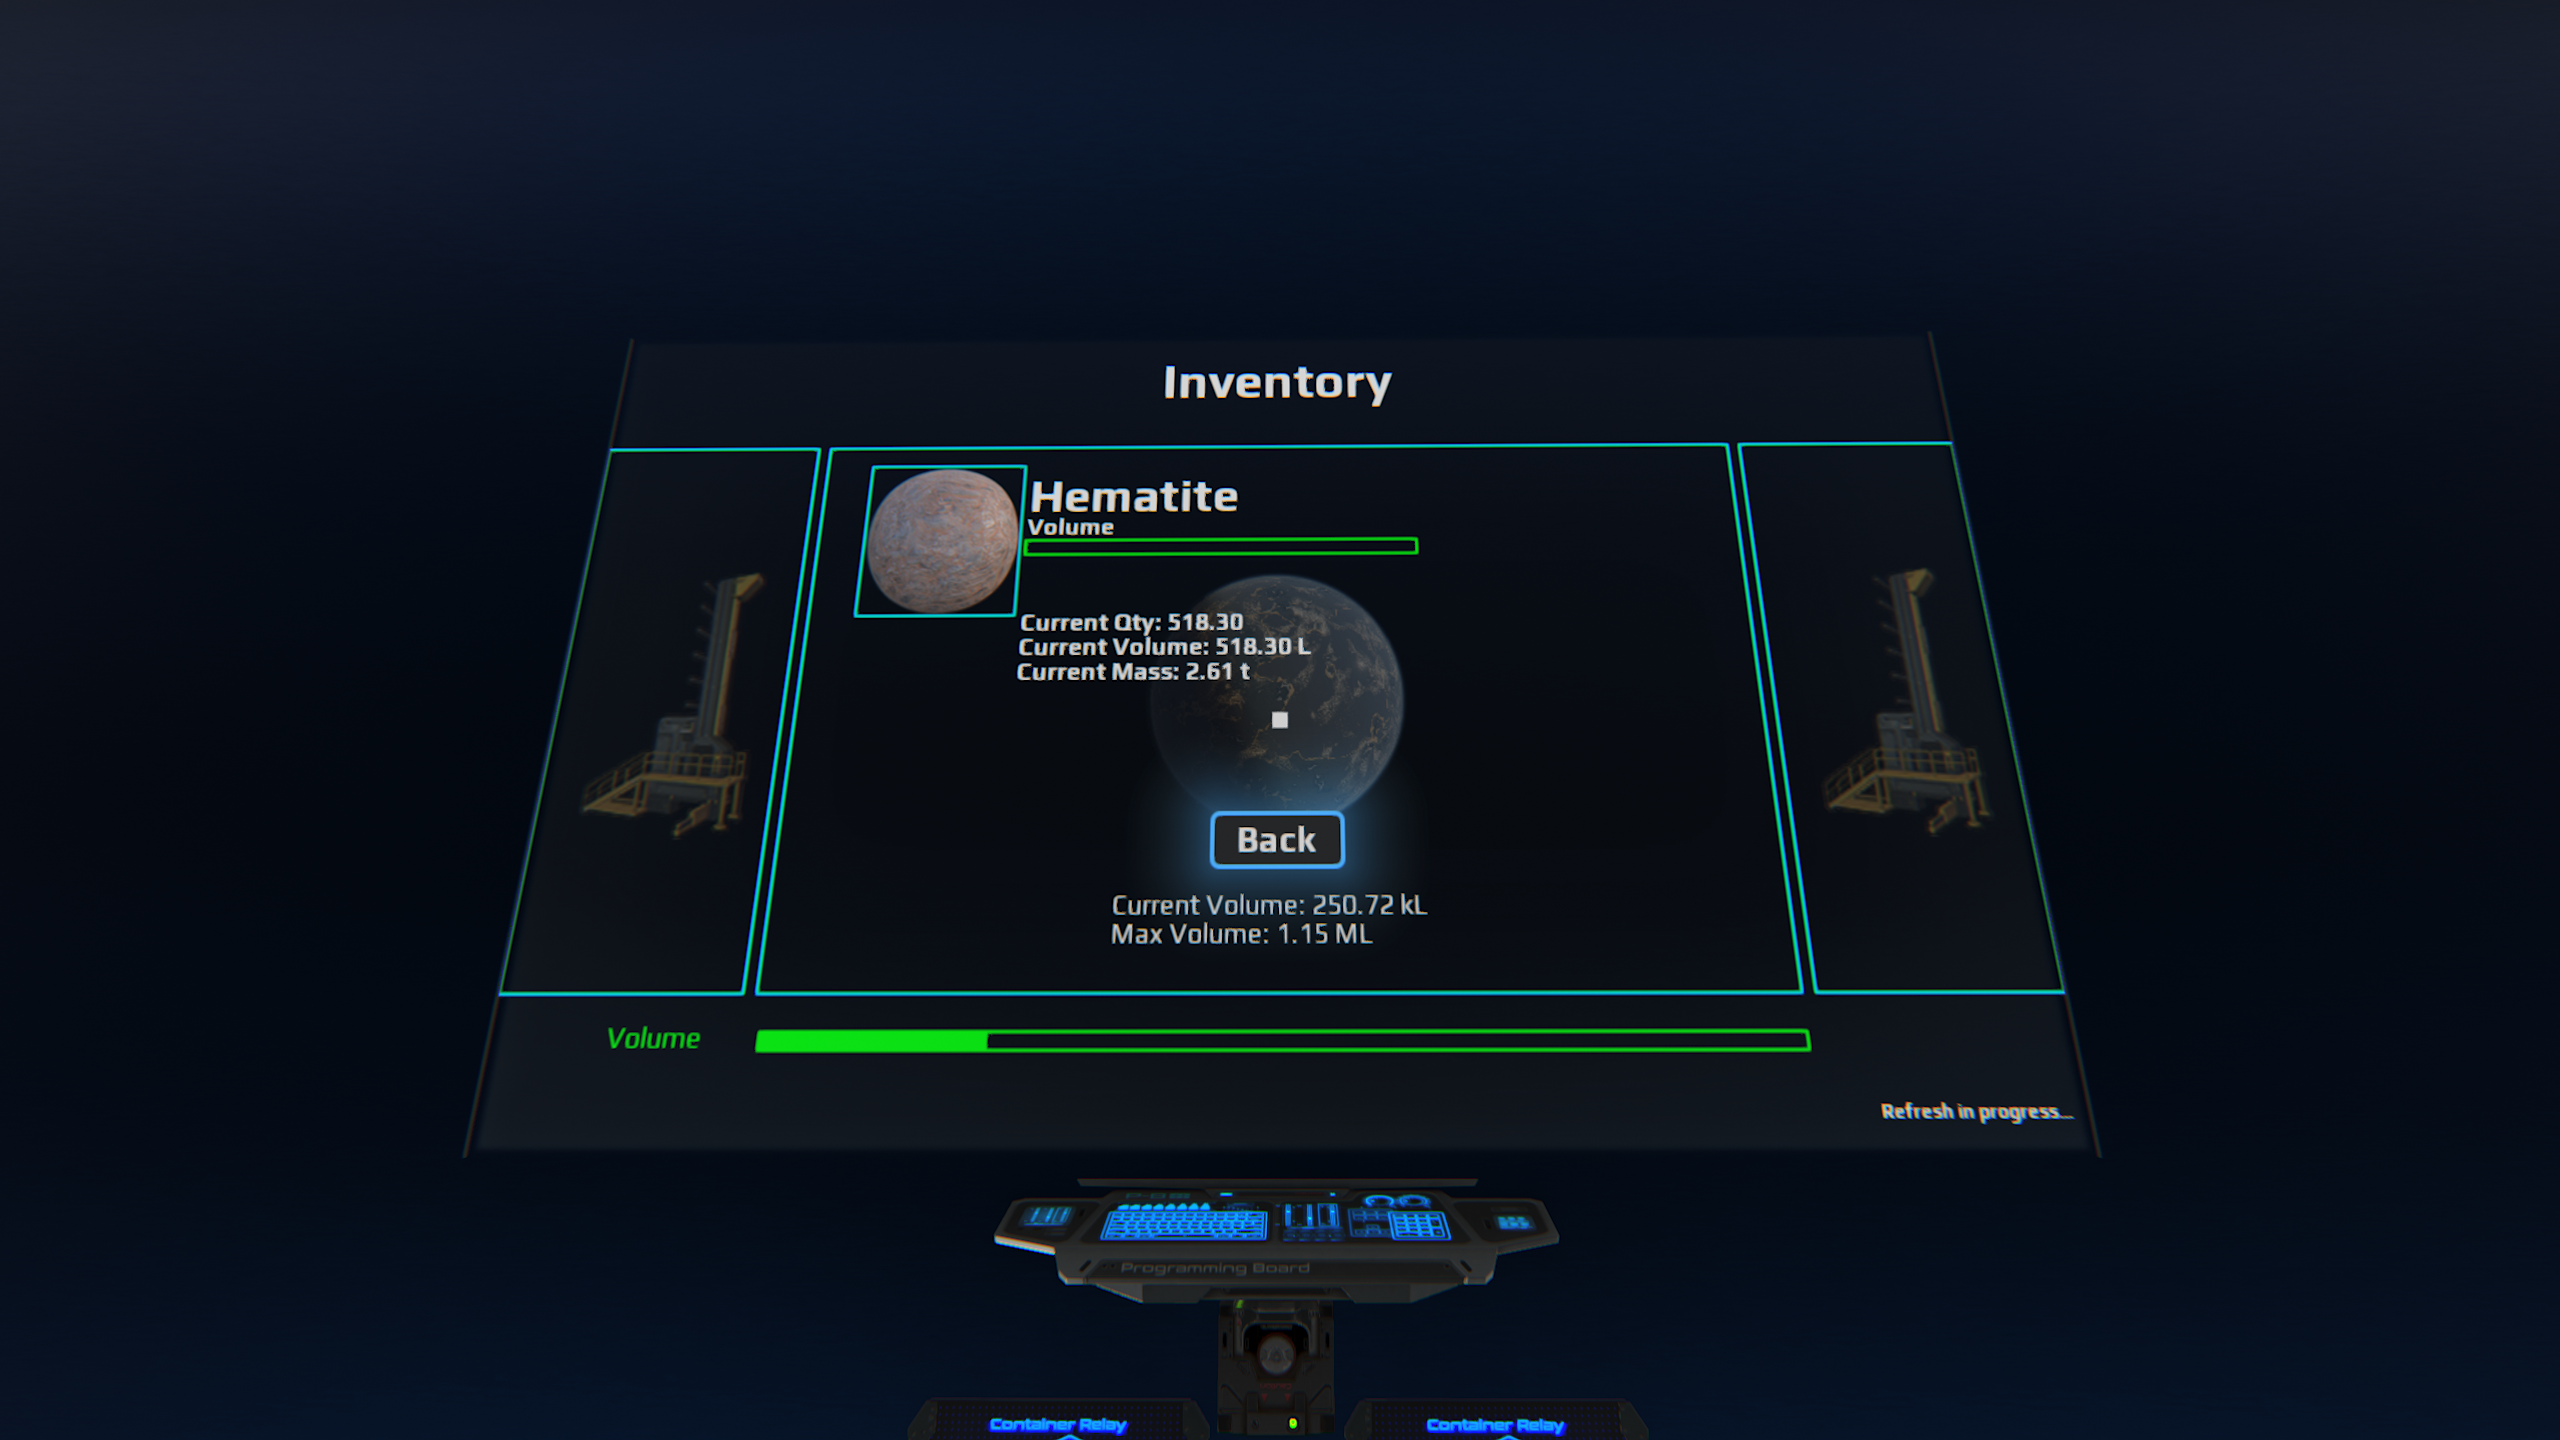 Inventory
Hematite
Volume
Current Qty: 518.30
Current Volume: 518.30 L
Current Mass: 2.61 t
Back
Current Volume: 250.72 kL
Max Volume: 1.15 ML
Volume
Refresh in progress...
Programming Board
Container Relay
Container Relay